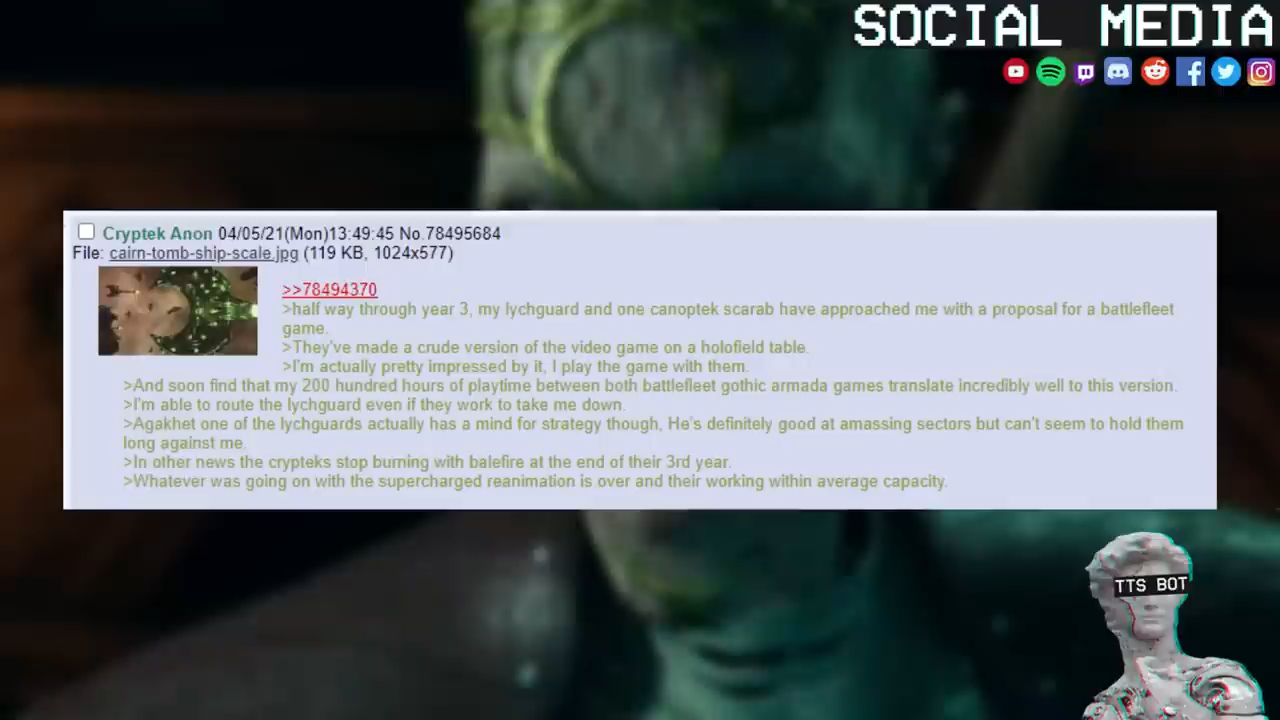 SOCIAL MEDIA
Cryptek Anon 04/05/21(Mon)13:49:45 No.78495684
File: cairn-tomb-ship-scale.jpg (119 KB, 1024x577)
>>78494370
>half way through year 3, my lychguard and one canoptek scarab have approached me with a proposal for a battlefleet
game.
>They've made a crude version of the video game on a holofield table.
>I'm actually pretty impressed by it, I play the game with them.
>And soon find that my 200 hundred hours of playtime between both battlefleet gothic armada games translate incredibly well to this version.
>I'm able to route the lychguard even if they work to take me down.
>Agakhet one of the lychguards actually has a mind for strategy though, He's definitely good at amassing sectors but can't seem to hold them
long against me.
>In other news the crypteks stop burning with balefire at the end of their 3rd year.
>Whatever was going on with the supercharged reanimation is over and their working within average capacity.
TTS BOT